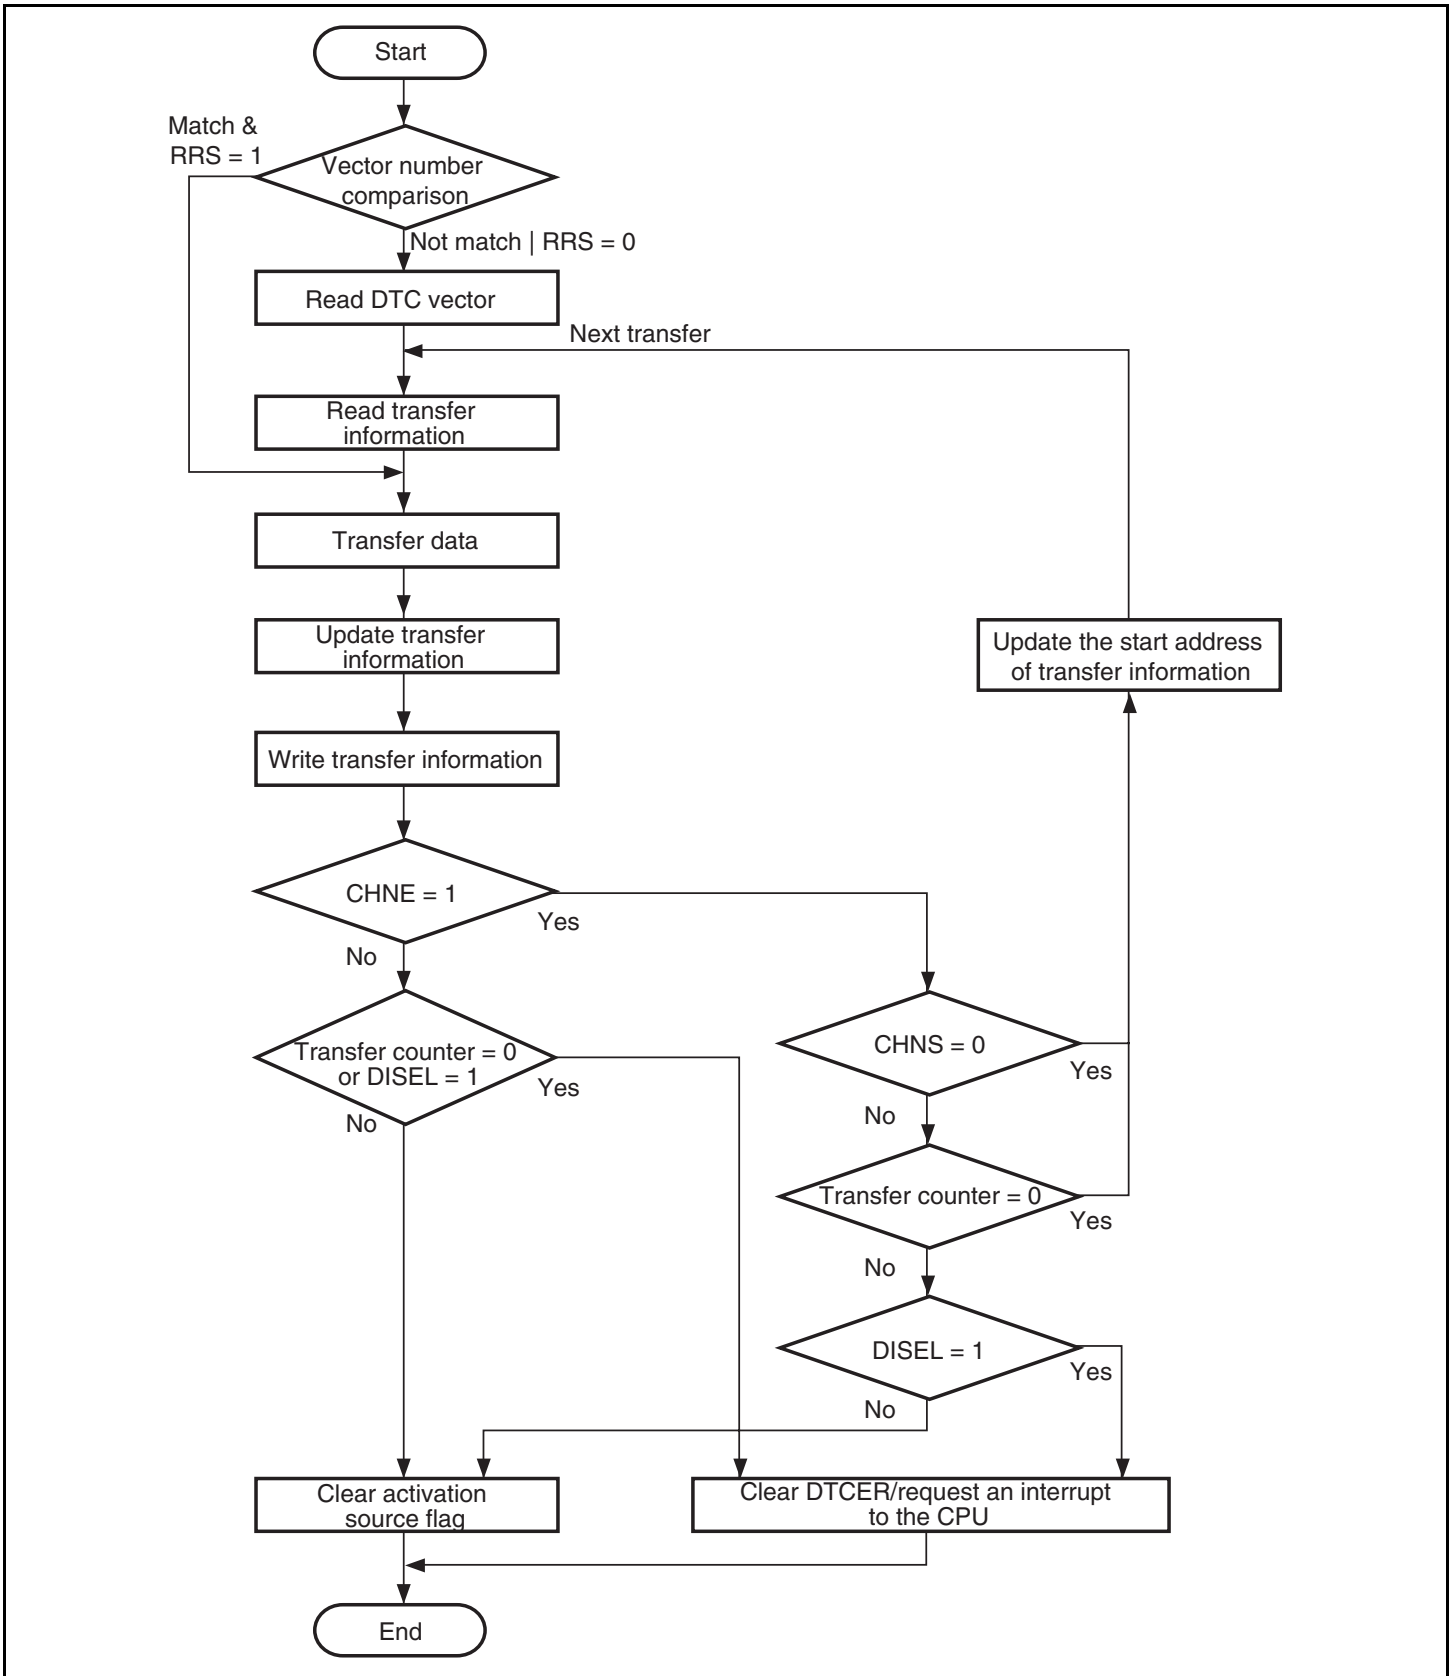 Start
Match &
RRS = 1
Vector number
comparison
Not match | RRS = 0
Read DTC vector
Next transfer
Read transfer
information
Transfer data
Update transfer
information
Update the start address
of transfer information
Write transfer information
CHNE = 1
Yes
No
Transfer counter = 0
or DISEL = 1
Yes
No
CHNS = 0
Yes
No
Transfer counter = 0
Yes
No
DISEL = 1
Yes
No
Clear activation
source flag
Clear DTCER/request an interrupt
to the CPU
End